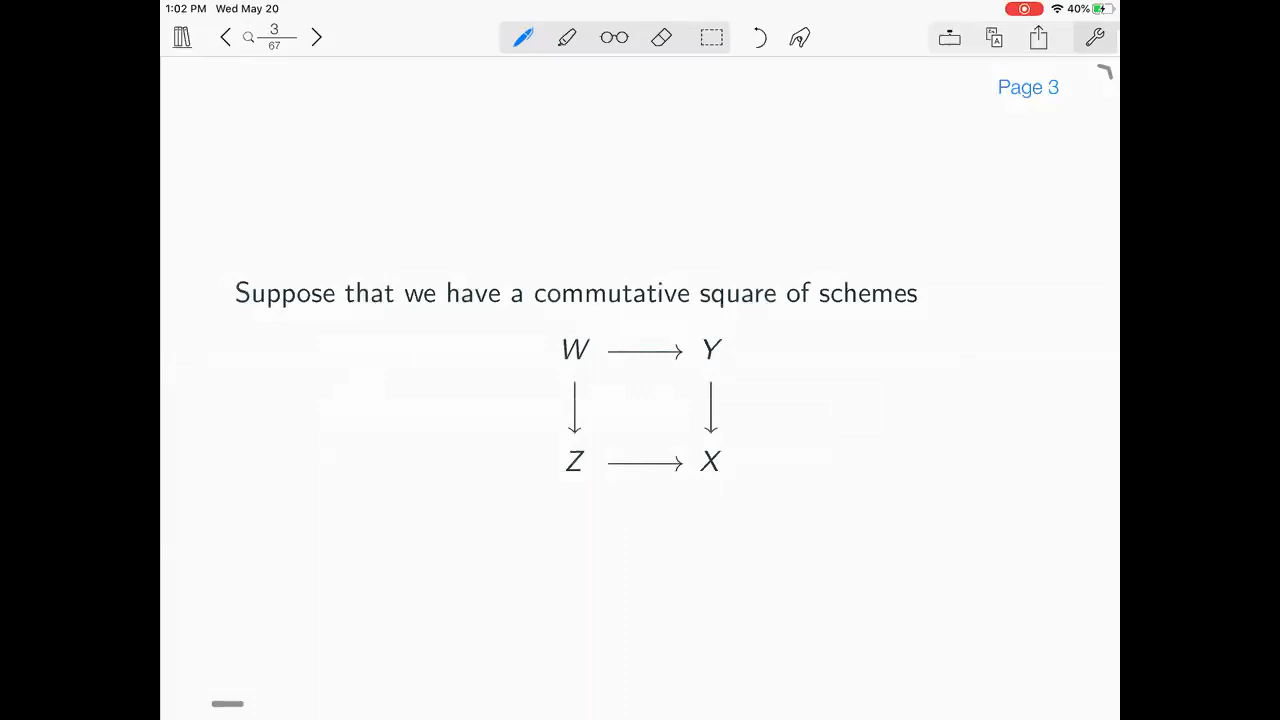 1:02 PM Wed May 20 40%
3
67
Page 3
Suppose that we have a commutative square of schemes
W Y
Z X